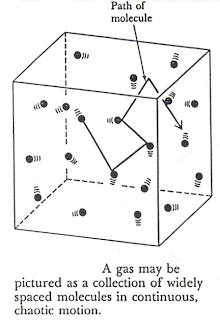 Path of
molecule
A gas may be
pictured as a collection of widely
spaced molecules in continuous,
chaotic motion.